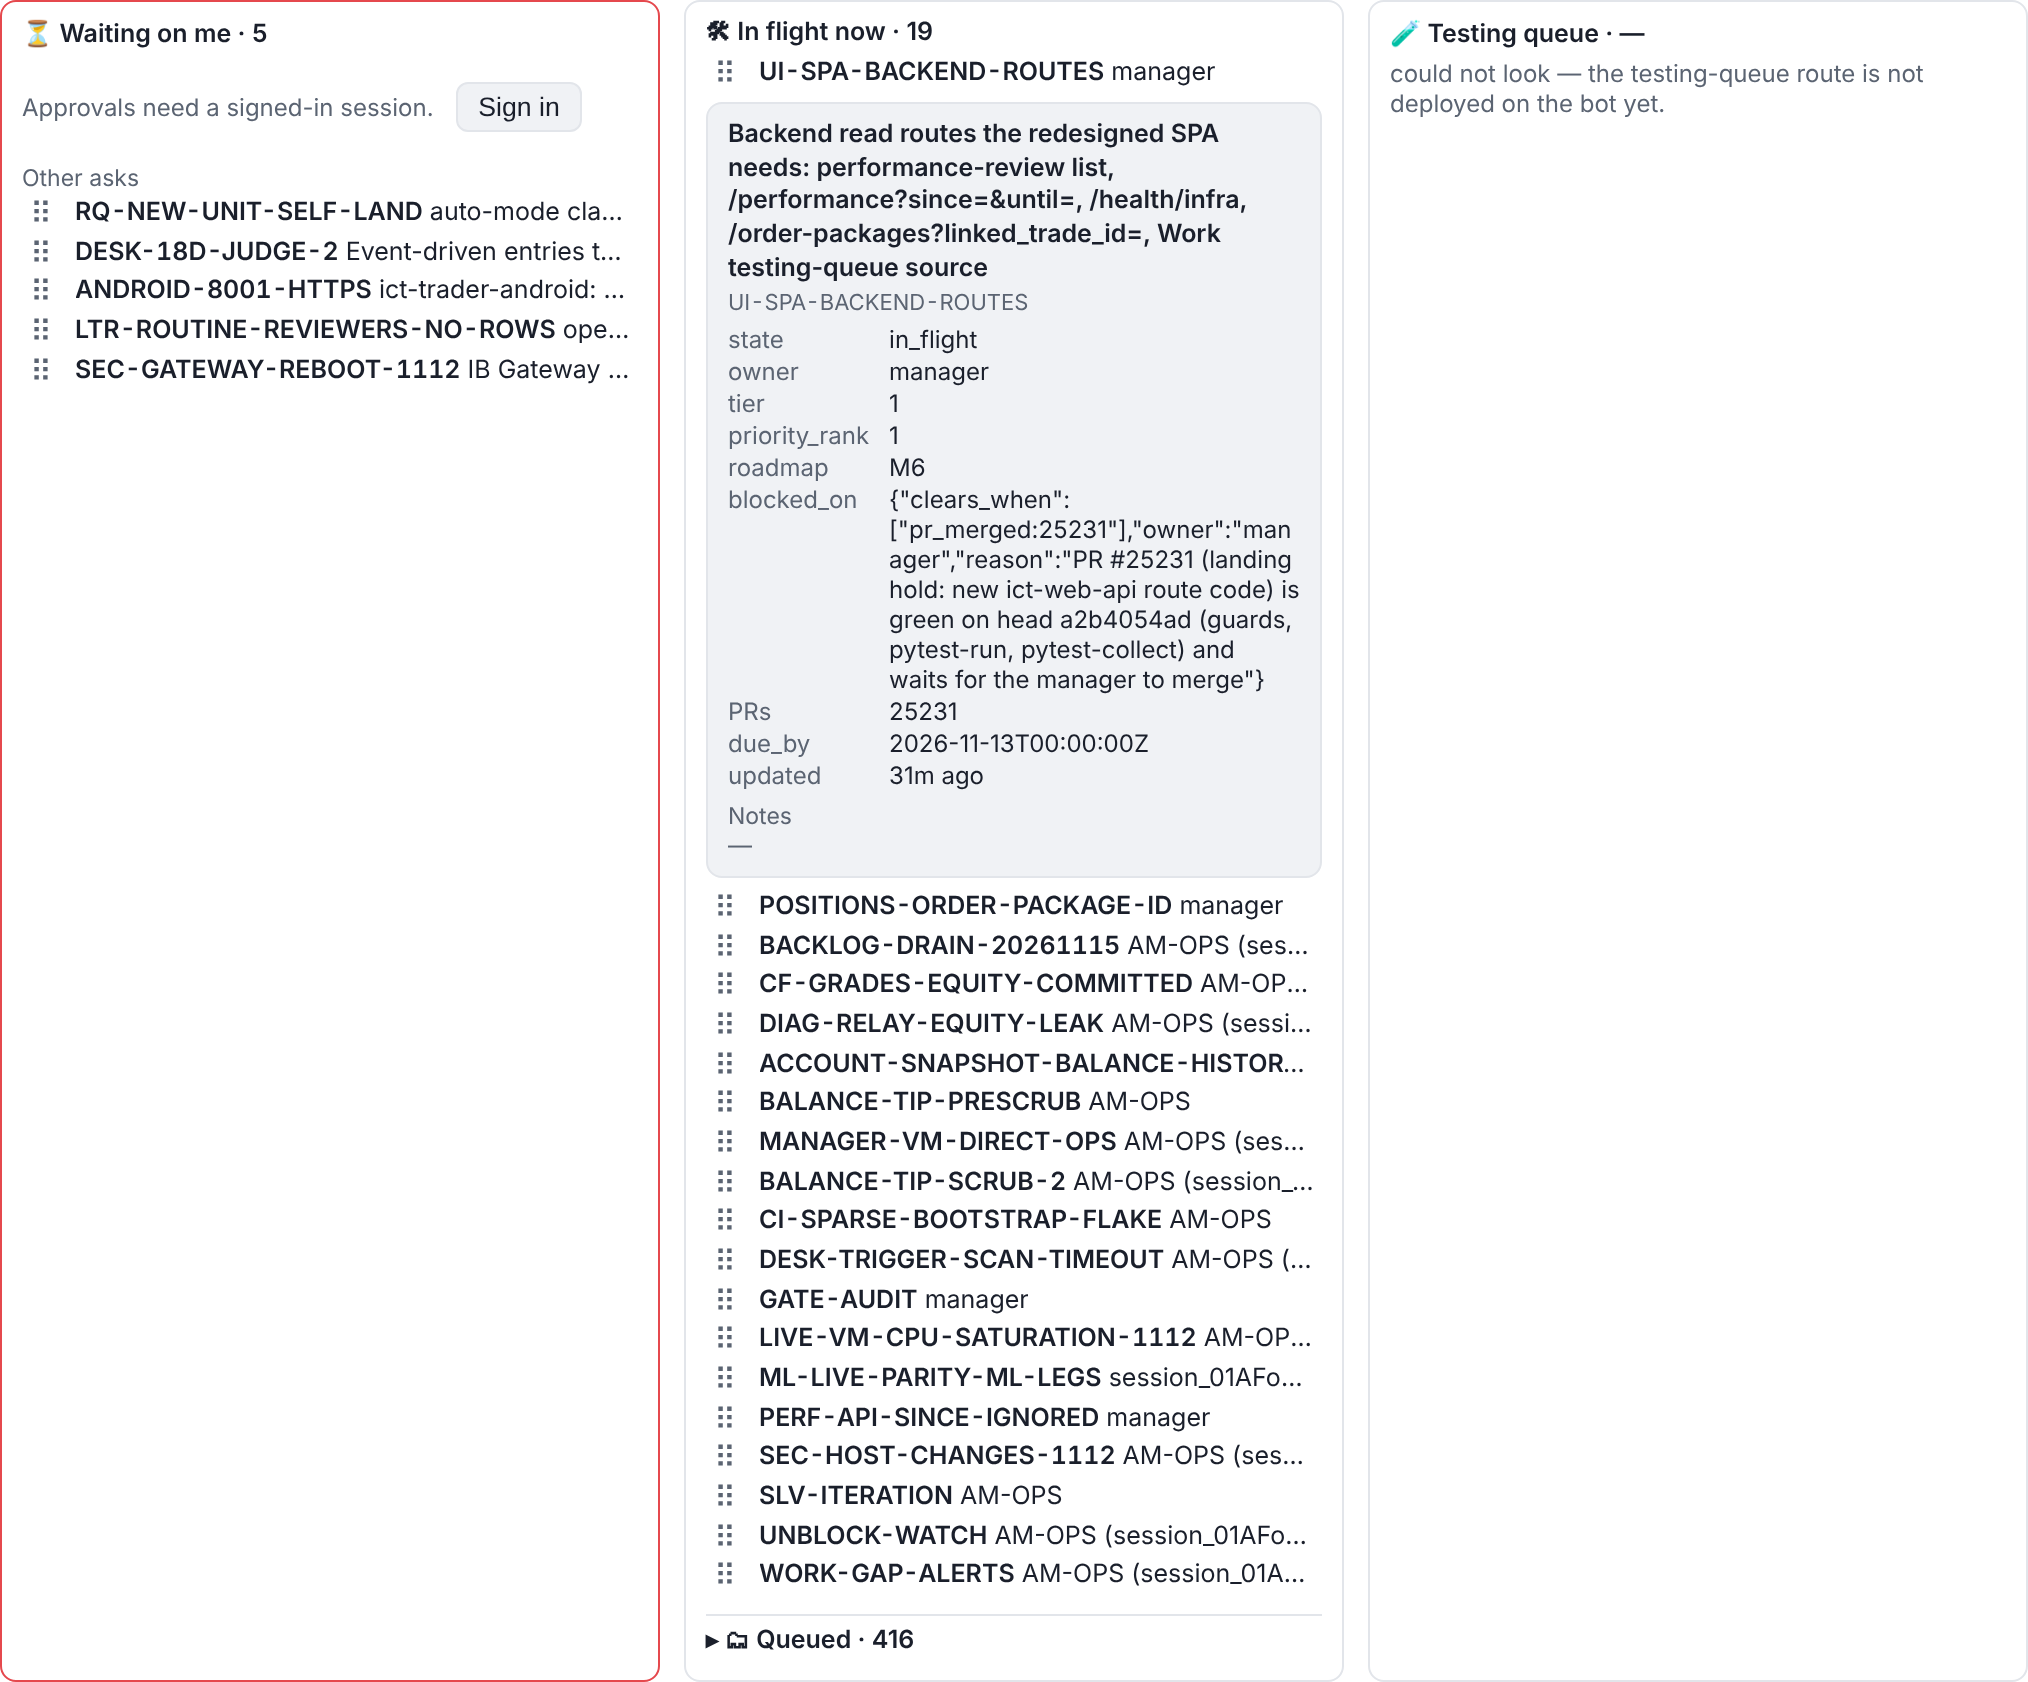 ⏳ Waiting on me · 5
Approvals need a signed-in session. Sign in
Other asks
RQ-NEW-UNIT-SELF-LAND auto-mode cla...
DESK-18D-JUDGE-2 Event-driven entries t...
ANDROID-8001-HTTPS ict-trader-android: ...
LTR-ROUTINE-REVIEWERS-NO-ROWS ope...
SEC-GATEWAY-REBOOT-1112 IB Gateway ...
🛠 In flight now · 19
UI-SPA-BACKEND-ROUTES manager
Backend read routes the redesigned SPA
needs: performance-review list,
/performance?since=&until=, /health/infra,
/order-packages?linked_trade_id=, Work
testing-queue source
UI-SPA-BACKEND-ROUTES
state in_flight
owner manager
tier 1
priority_rank 1
roadmap M6
blocked_on {"clears_when":
["pr_merged:25231"],"owner":"man
ager","reason":"PR #25231 (landing
hold: new ict-web-api route code) is
green on head a2b4054ad (guards,
pytest-run, pytest-collect) and
waits for the manager to merge"}
PRs 25231
due_by 2026-11-13T00:00:00Z
updated 31m ago
Notes
—
POSITIONS-ORDER-PACKAGE-ID manager
BACKLOG-DRAIN-20261115 AM-OPS (ses...
CF-GRADES-EQUITY-COMMITTED AM-OP...
DIAG-RELAY-EQUITY-LEAK AM-OPS (sessi...
ACCOUNT-SNAPSHOT-BALANCE-HISTOR...
BALANCE-TIP-PRESCRUB AM-OPS
MANAGER-VM-DIRECT-OPS AM-OPS (ses...
BALANCE-TIP-SCRUB-2 AM-OPS (session_...
CI-SPARSE-BOOTSTRAP-FLAKE AM-OPS
DESK-TRIGGER-SCAN-TIMEOUT AM-OPS (...
GATE-AUDIT manager
LIVE-VM-CPU-SATURATION-1112 AM-OP...
ML-LIVE-PARITY-ML-LEGS session_01AFo...
PERF-API-SINCE-IGNORED manager
SEC-HOST-CHANGES-1112 AM-OPS (ses...
SLV-ITERATION AM-OPS
UNBLOCK-WATCH AM-OPS (session_01AFo...
WORK-GAP-ALERTS AM-OPS (session_01A...
▸ 🗂 Queued · 416
🧪 Testing queue · —
could not look — the testing-queue route is not
deployed on the bot yet.